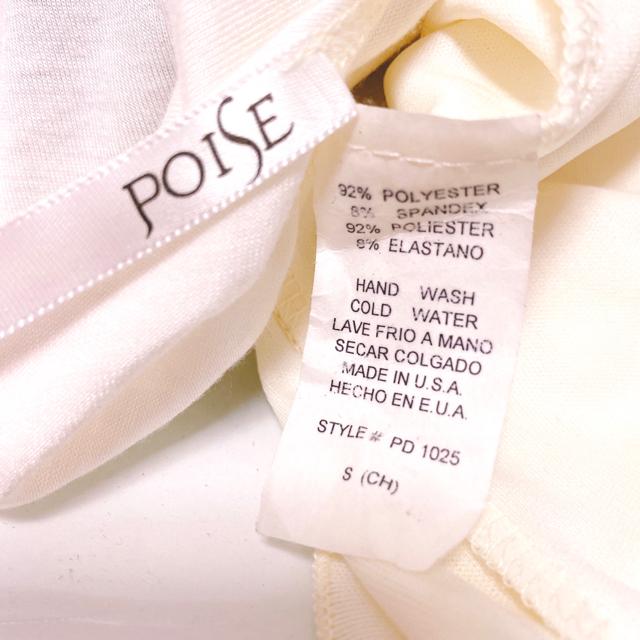 POISE
92% POLYESTER
8% SPANDEX
92% POLIESTER
8% ELASTANO
HAND WASH
COLD WATER
LAVE FRIO A MANO
SECAR COLGADO
MADE IN U.S.A.
HECHO EN E.U.A.
STYLE # PD 1025
S (CH)